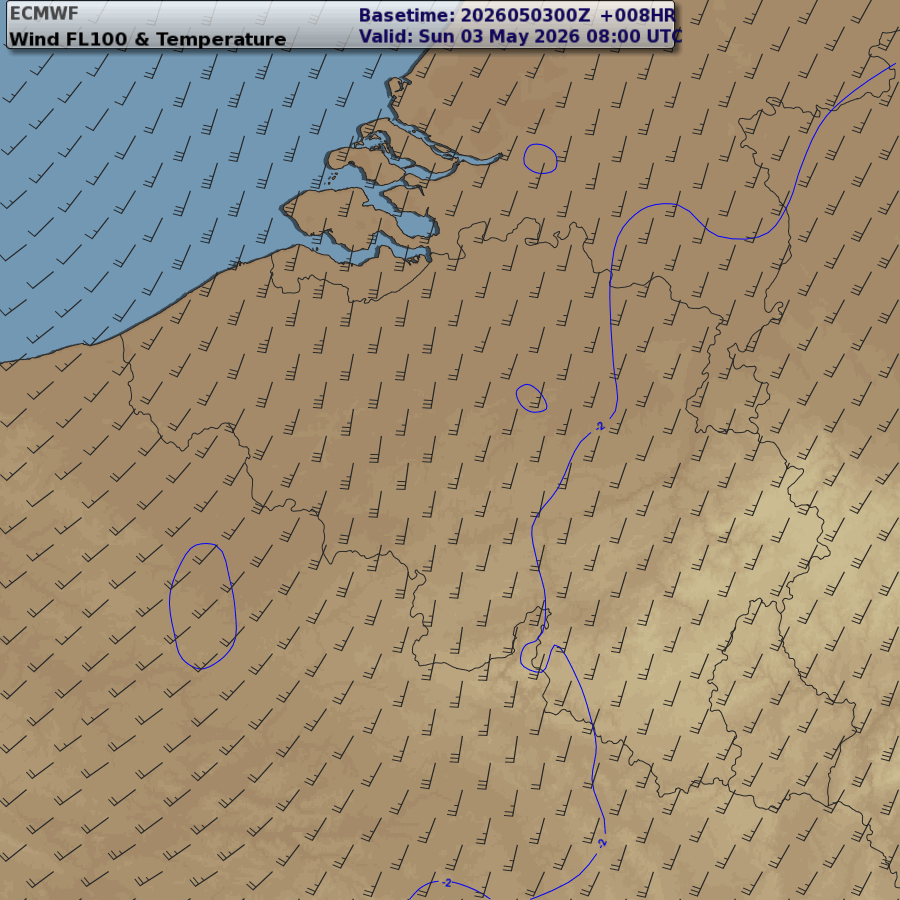 ECMWF
Basetime: 2026050300Z +008HR
Wind FL100 & Temperature
Valid: Sun 03 May 2026 08:00 UTC
-2
-2
-2